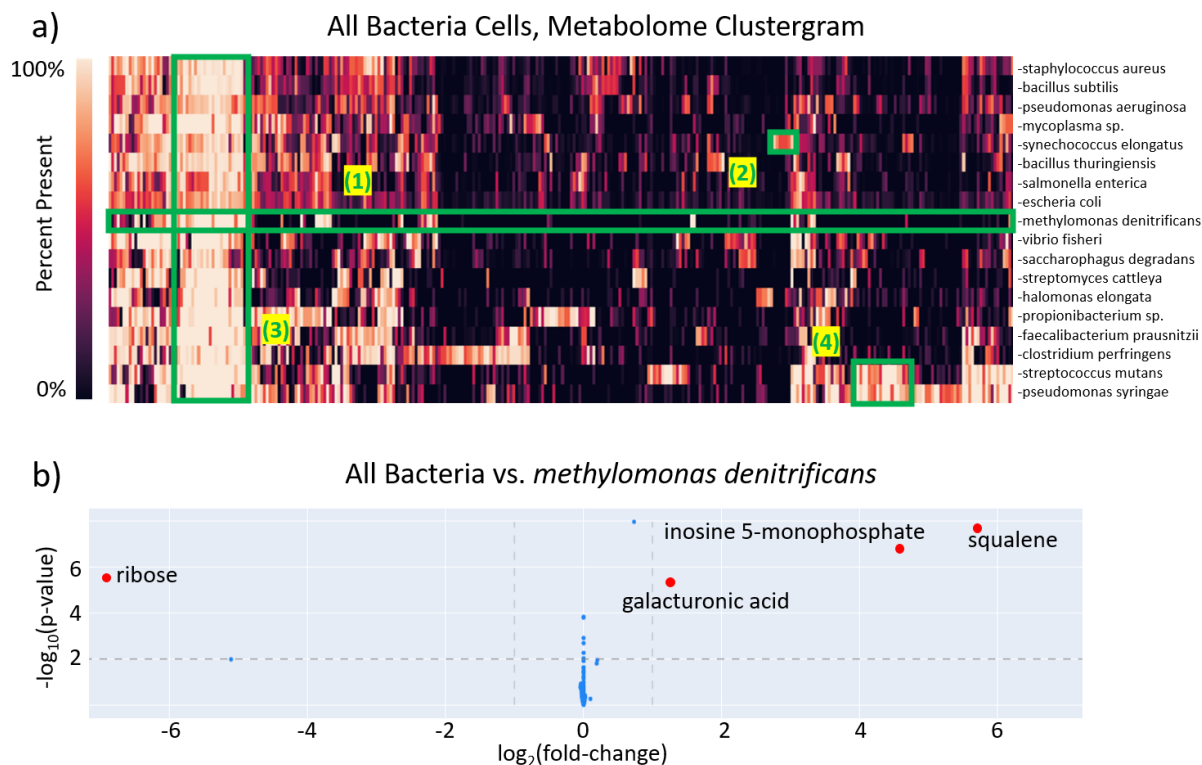 a)
All Bacteria Cells, Metabolome Clustergram
100%
Percent Present
0%
(1)
(2)
(3)
(4)
-staphylococcus aureus
-bacillus subtilis
-pseudomonas aeruginosa
-mycoplasma sp.
-synechococcus elongatus
-bacillus thuringiensis
-salmonella enterica
-escheria coli
-methylomonas denitrificans
-vibrio fisheri
-saccharophagus degradans
-streptomyces cattleya
-halomonas elongata
-propionibacterium sp.
-faecalibacterium prausnitzii
-clostridium perfringens
-streptococcus mutans
-pseudomonas syringae
b)
All Bacteria vs. methylomonas denitrificans
-log10(p-value)
6
4
2
ribose
inosine 5-monophosphate
squalene
galacturonic acid
-6
-4
-2
0
2
4
6
log2(fold-change)